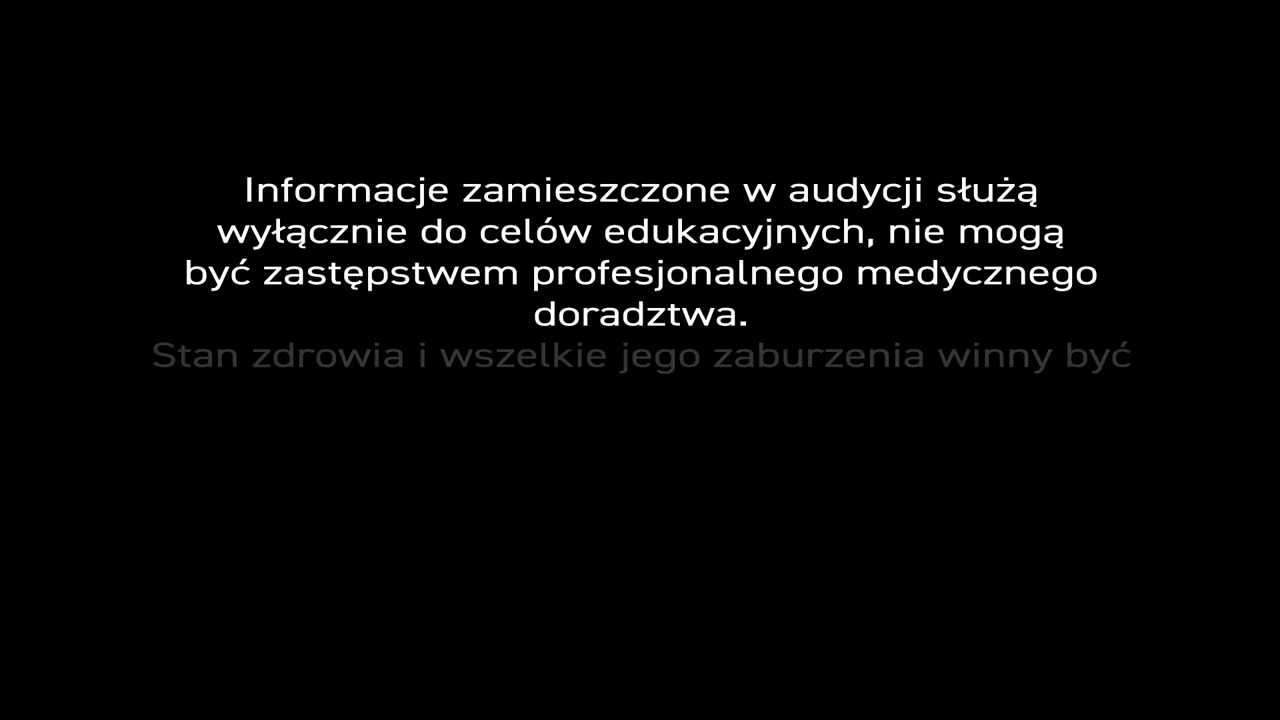 Informacje zamieszczone w audycji służą
wyłącznie do celów edukacyjnych, nie mogą
być zastępstwem profesjonalnego medycznego
doradztwa.
Stan zdrowia i wszelkie jego zaburzenia winny być